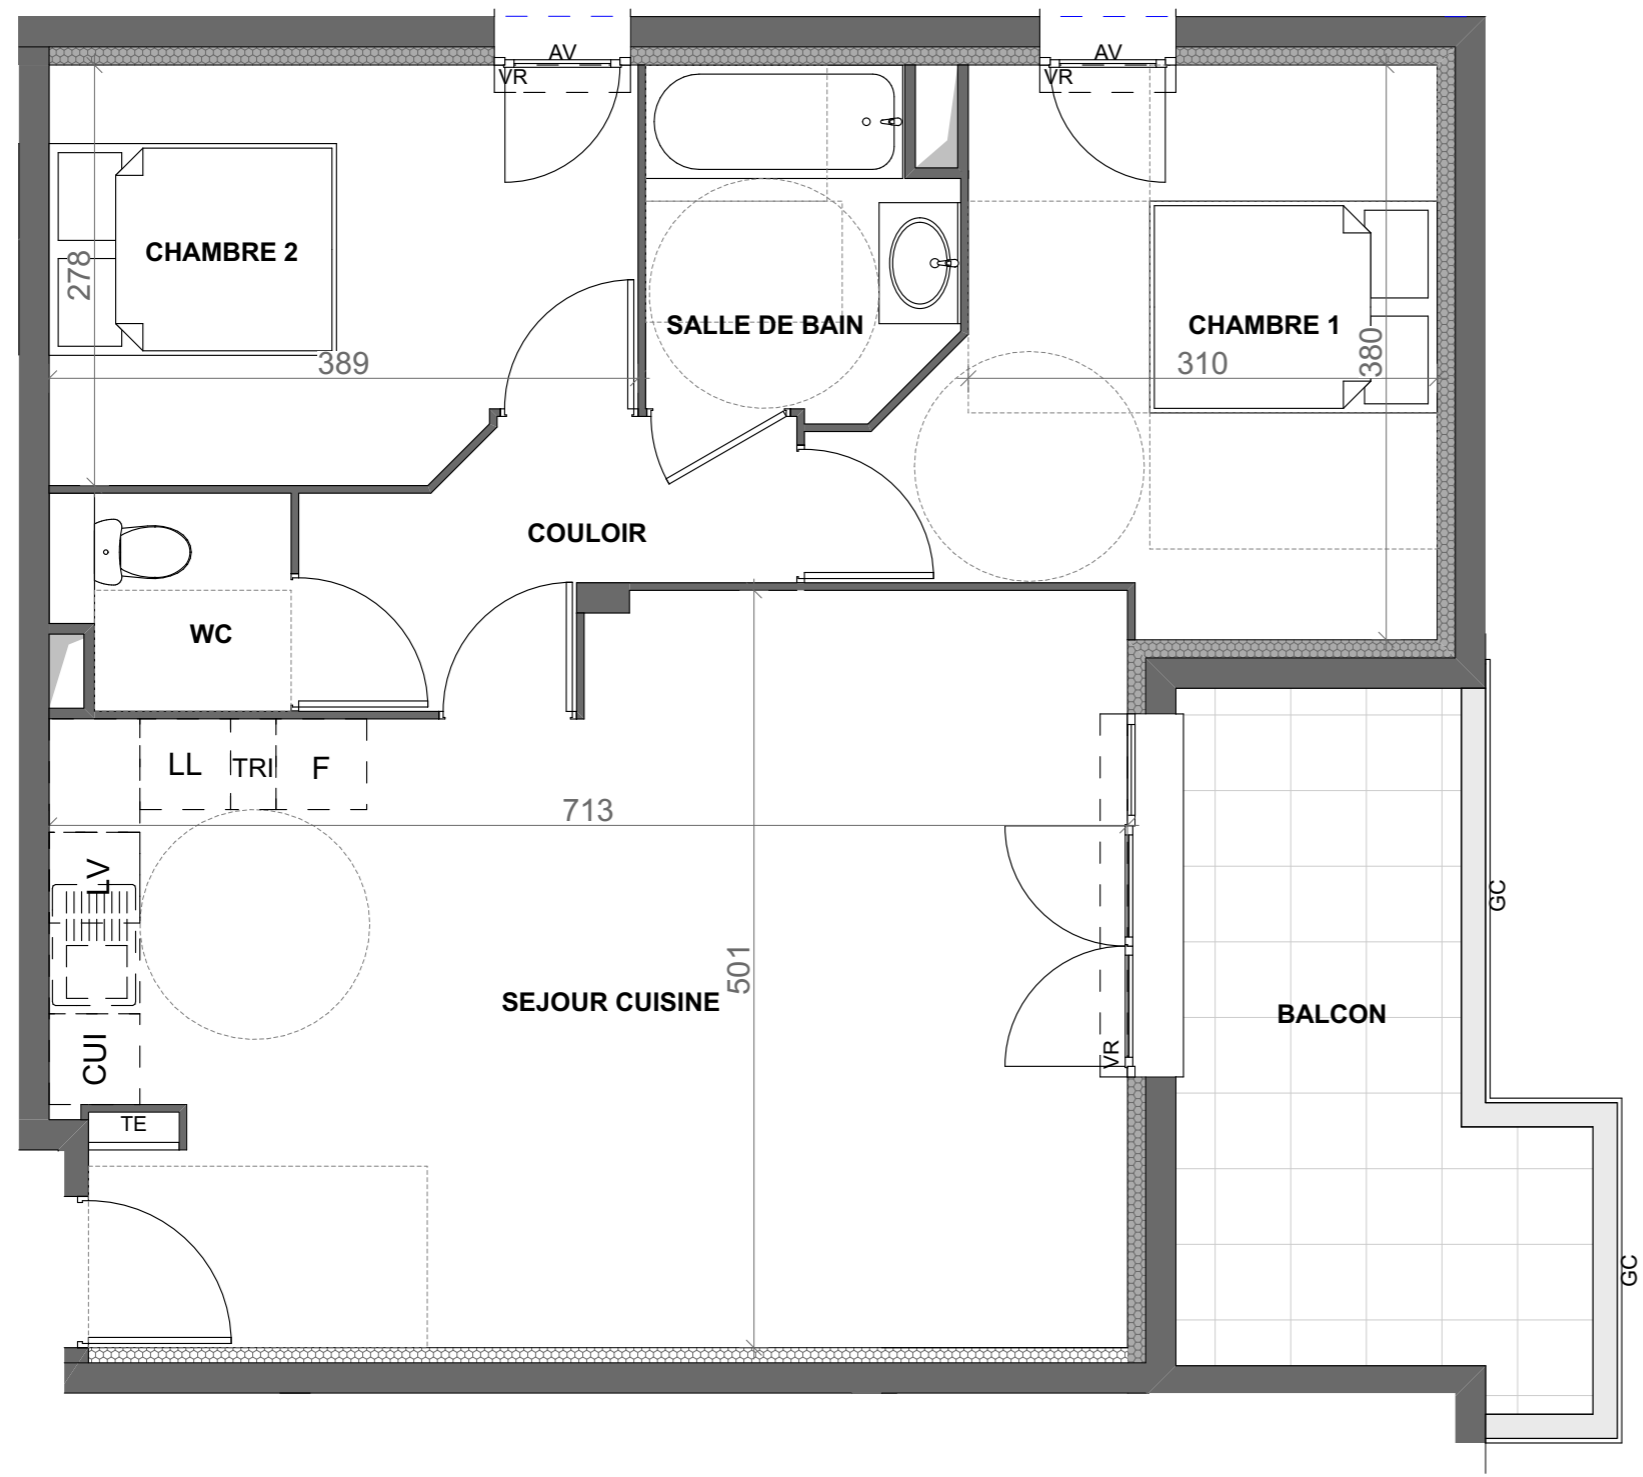 AV
VR
AV
VR
CHAMBRE 2
278
389
SALLE DE BAIN
CHAMBRE 1
310
380
COULOIR
WC
LL
TRI
F
713
LV
SEJOUR CUISINE
501
CUI
TE
VR
BALCON
GC
GC